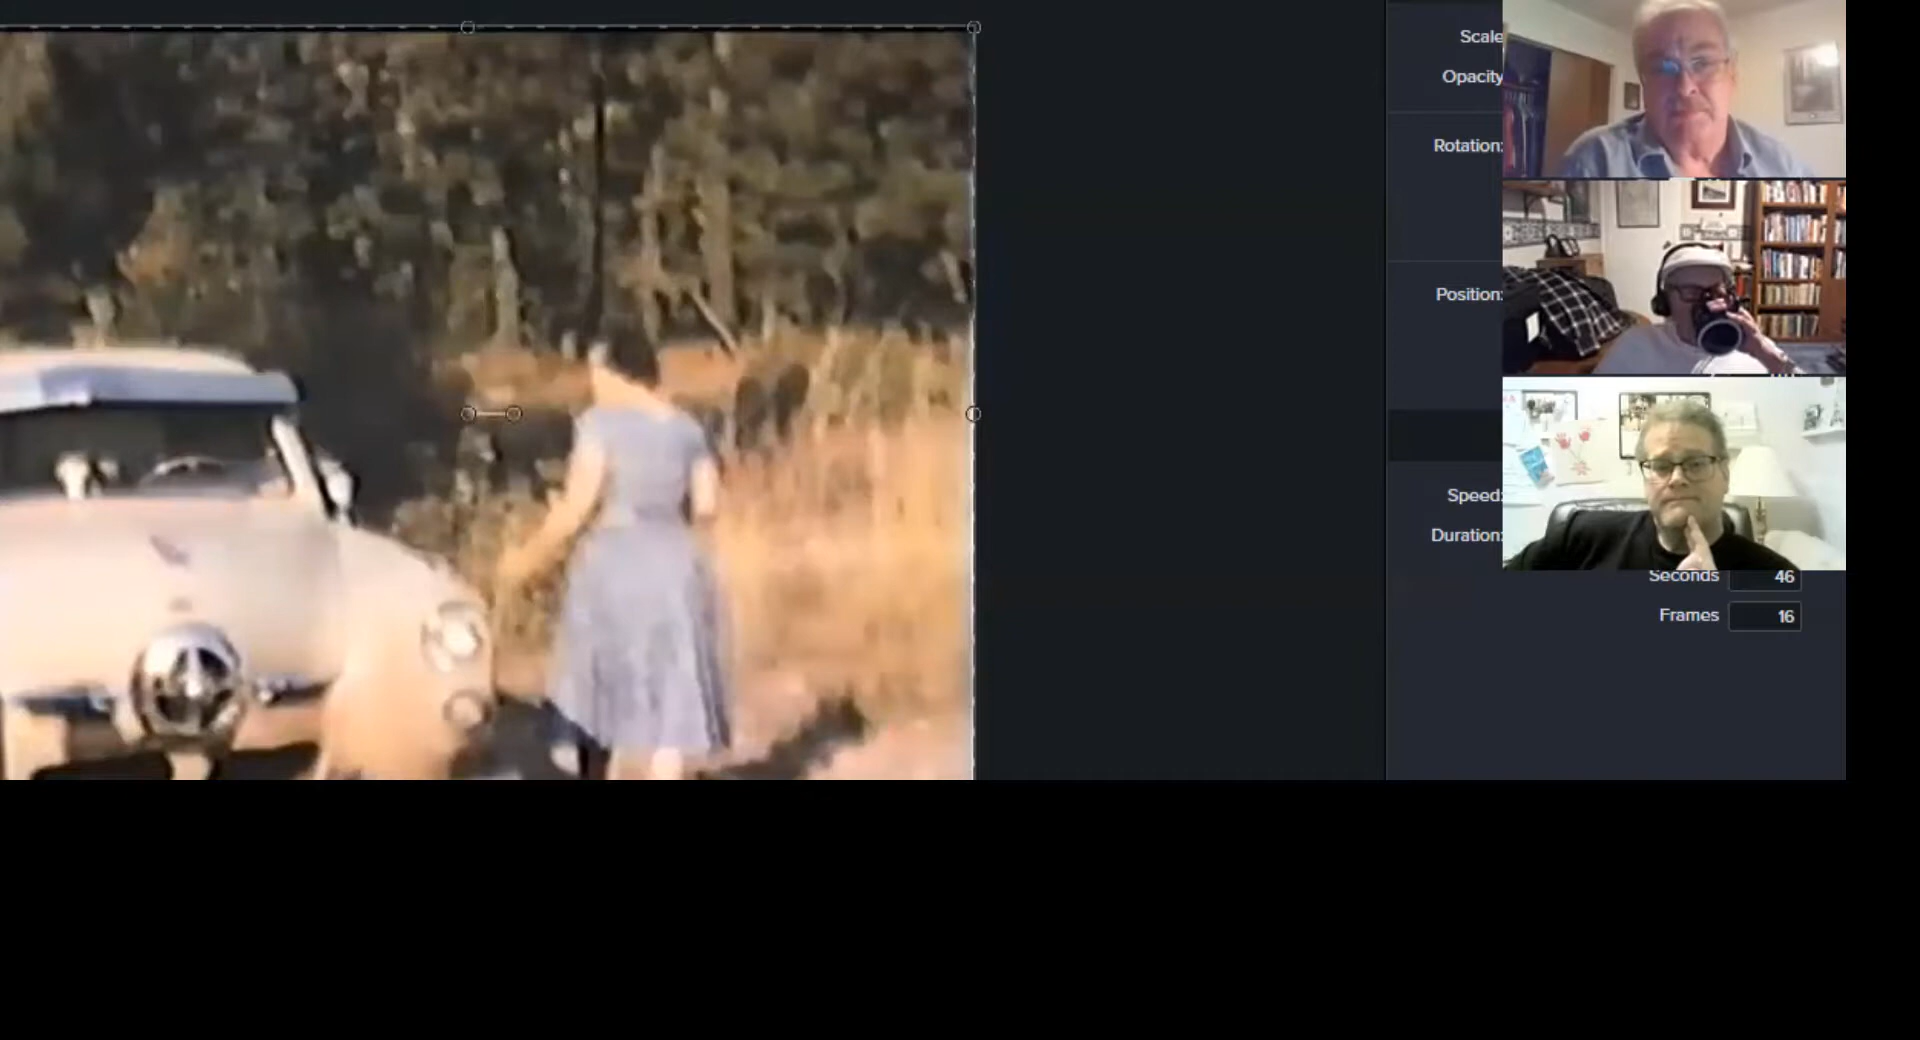 Scale
Opacity
Rotation:
Position:
Speed:
Duration:
Seconds 46
Frames 16